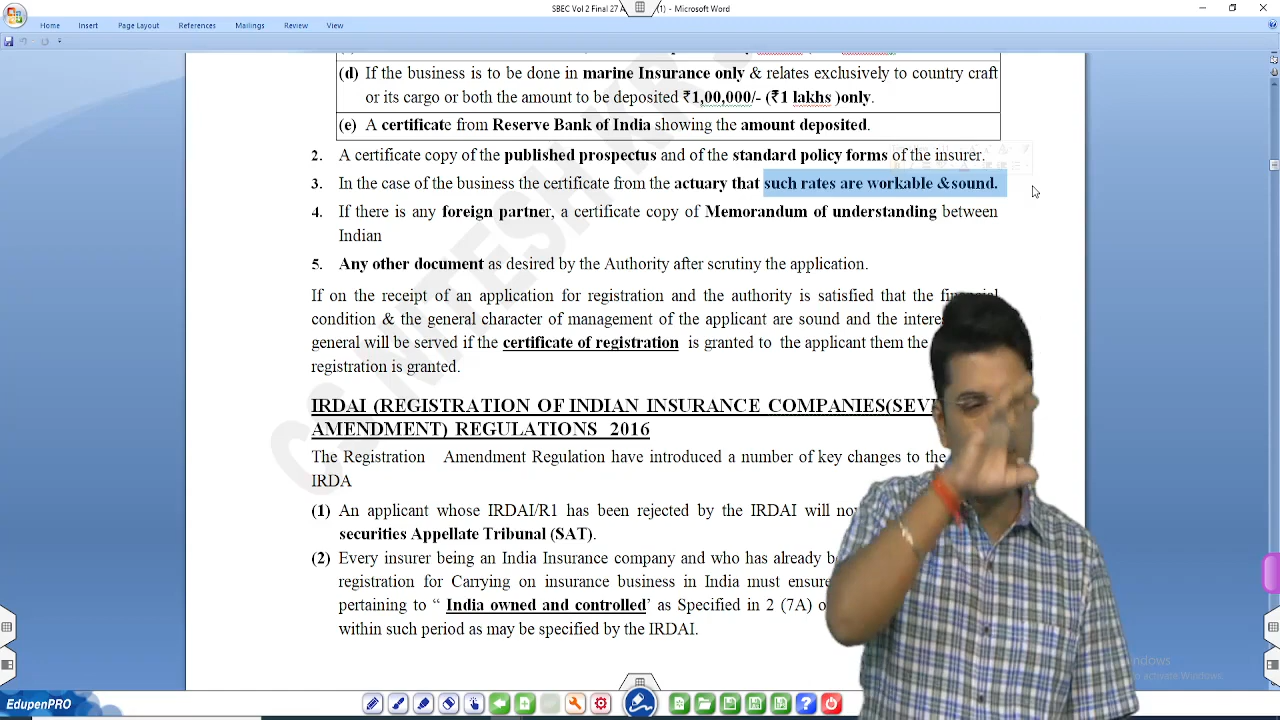 SBEC Vol 2 Final 27 A (1) - Microsoft Word
Home Insert Page Layout References Mailings Review View
(d) If the business is to be done in marine Insurance only & relates exclusively to country craft
or its cargo or both the amount to be deposited ₹1,00,000/- (₹1 lakhs )only.
(e) A certificate from Reserve Bank of India showing the amount deposited.
2. A certificate copy of the published prospectus and of the standard policy forms of the insurer.
3. In the case of the business the certificate from the actuary that such rates are workable &sound.
4. If there is any foreign partner, a certificate copy of Memorandum of understanding between
Indian
5. Any other document as desired by the Authority after scrutiny the application.
If on the receipt of an application for registration and the authority is satisfied that the financial
condition & the general character of management of the applicant are sound and the
general will be served if the certificate of registration is granted to the applicant them the
registration is granted.
IRDAI (REGISTRATION OF INDIAN INSURANCE COMPANIES(SEV
AMENDMENT) REGULATIONS 2016
The Registration Amendment Regulation have introduced a number of key changes to the
IRDA
(1) An applicant whose IRDAI/R1 has been rejected by the IRDAI will
securities Appellate Tribunal (SAT).
(2) Every insurer being an India Insurance company and who has already
registration for Carrying on insurance business in India must ensure
pertaining to “ India owned and controlled’ as Specified in 2 (7A)
within such period as may be specified by the IRDAI.
EdupenPRO